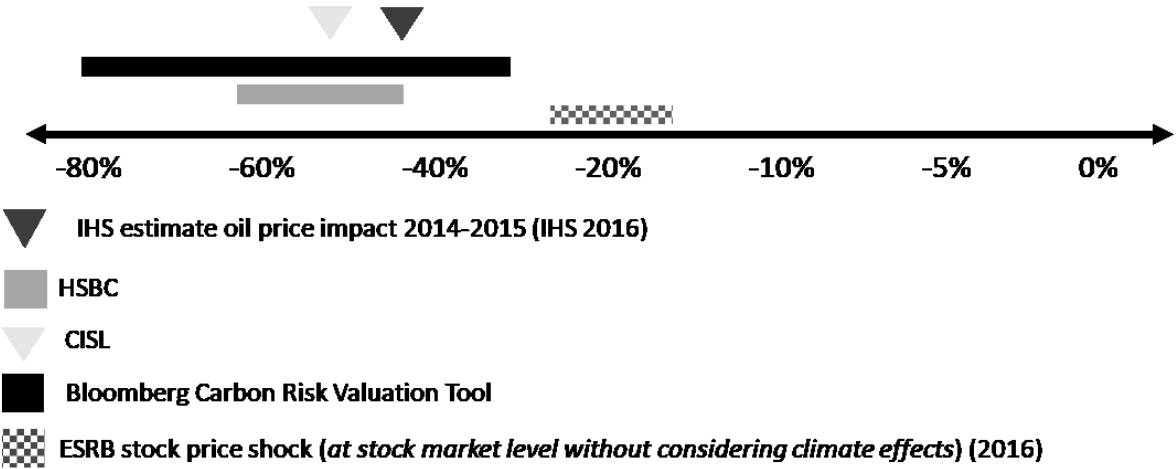 -80% -60% -40% -20% -10% -5% 0%
IHS estimate oil price impact 2014-2015 (IHS 2016)
HSBC
CISL
Bloomberg Carbon Risk Valuation Tool
ESRB stock price shock (at stock market level without considering climate effects) (2016)